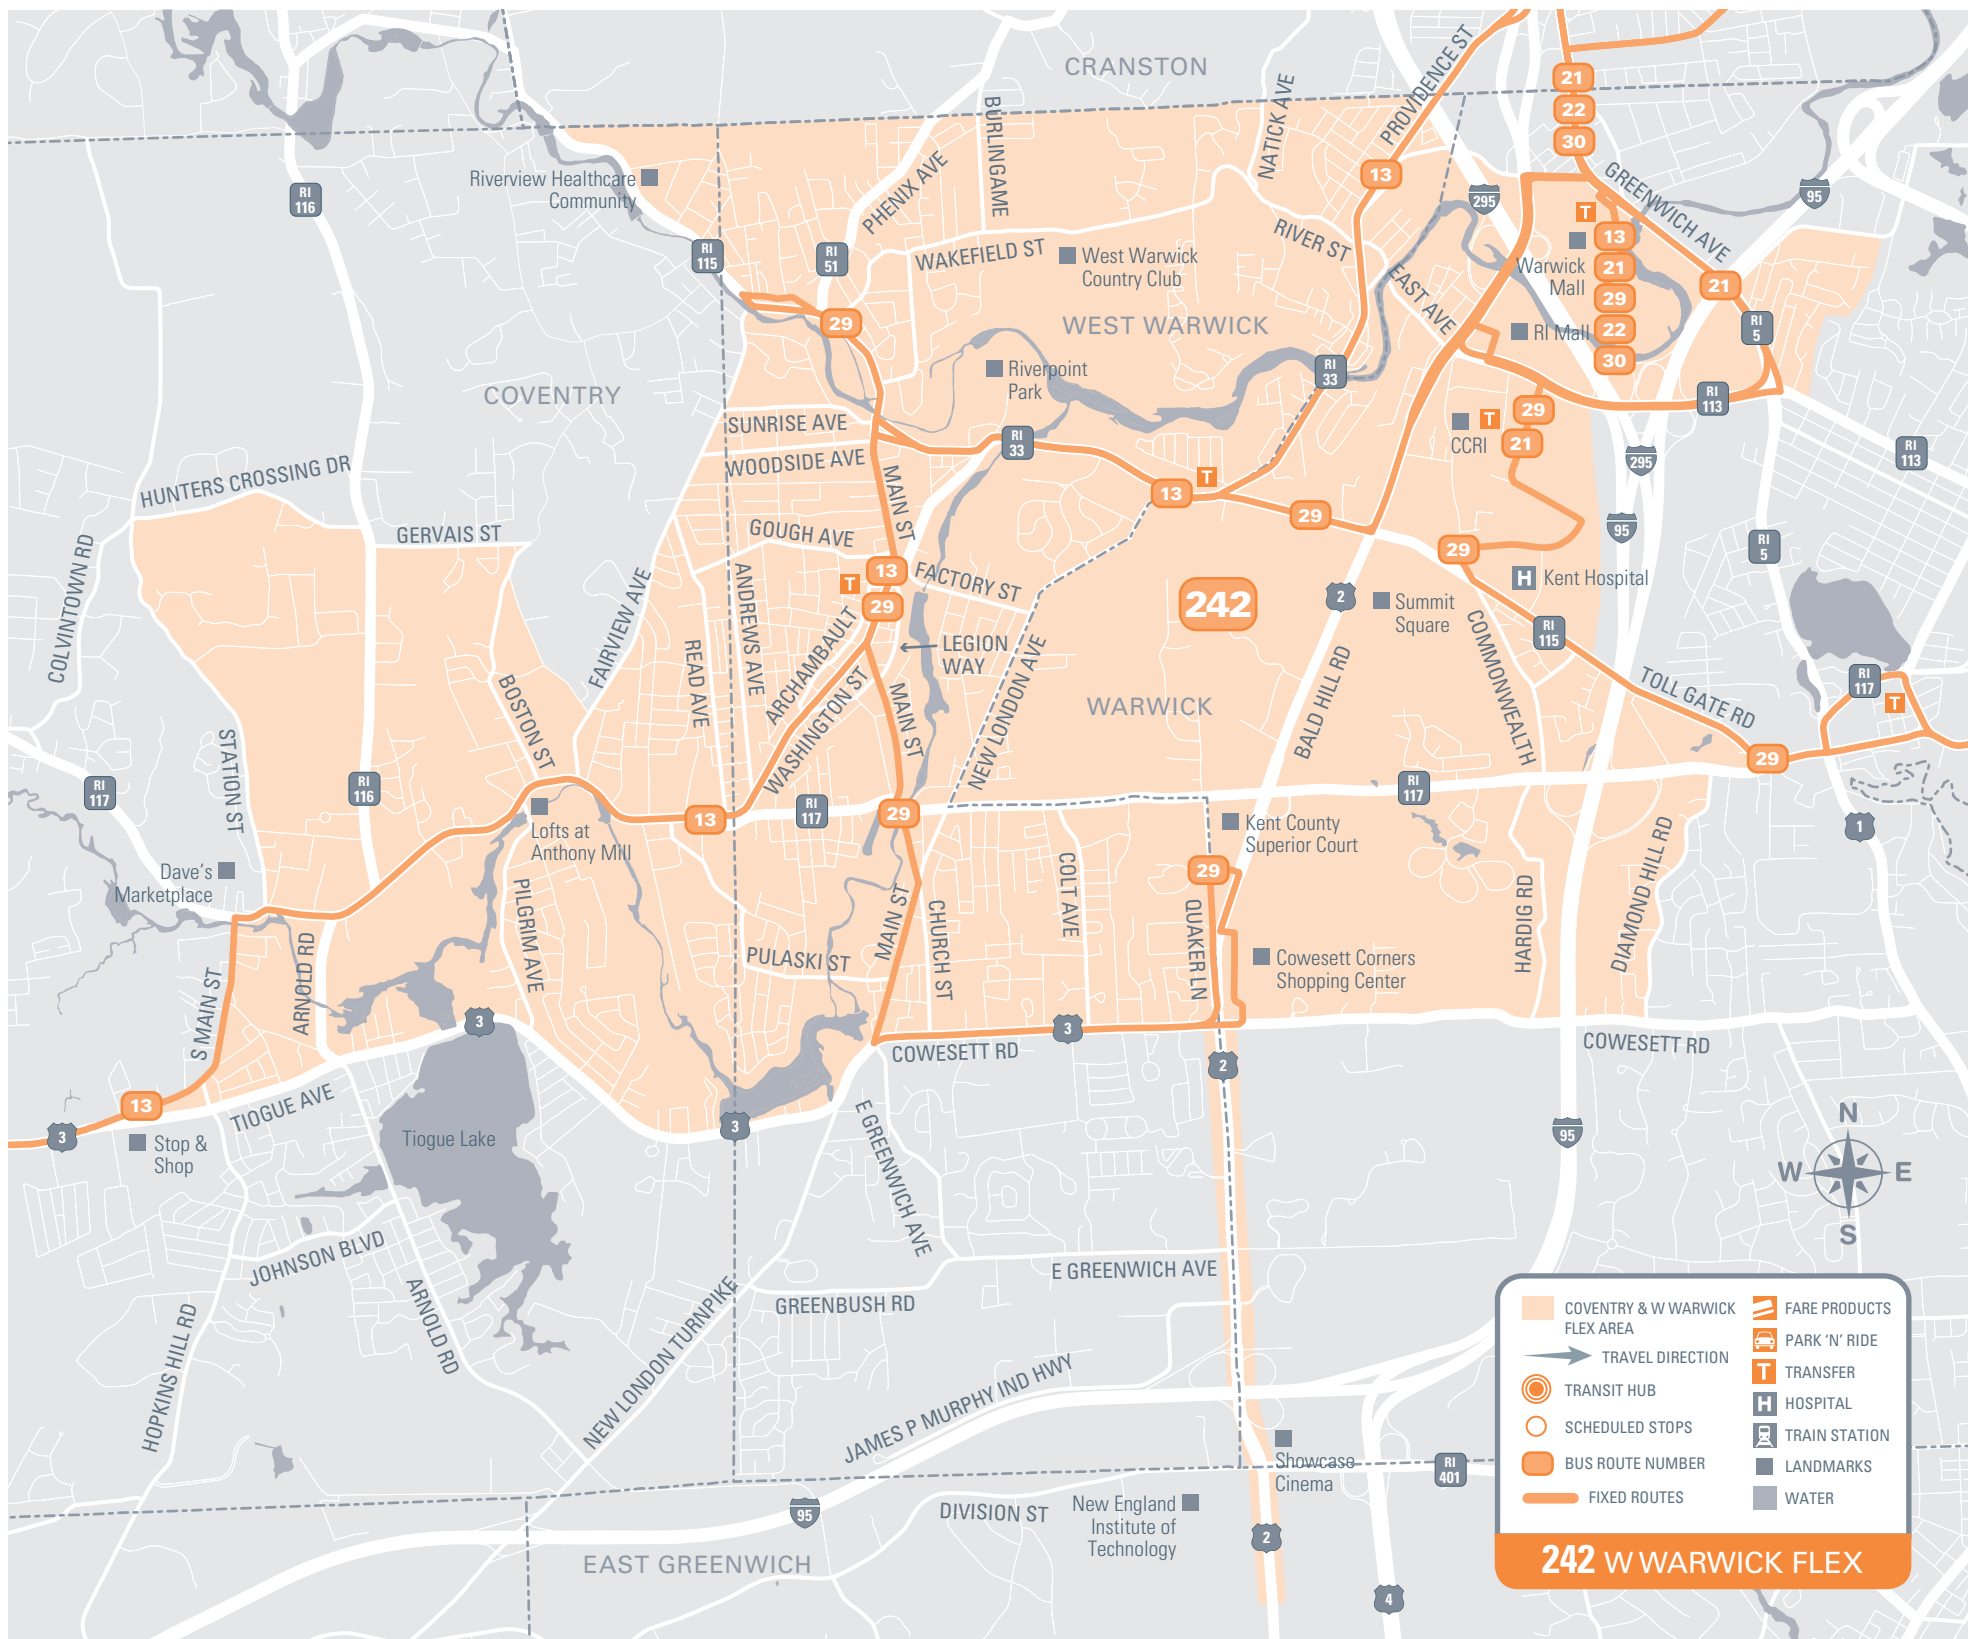 CRANSTON
PROVIDENCE ST
BURLINGAME
NATICK AVE
21
22
30
GREENWICH AVE
PHENIX AVE
13
Riverview Healthcare
Community
RI
116
295
95
T
RI
115
RI
51
WAKEFIELD ST
West Warwick
Country Club
RIVER ST
EAST AVE
Warwick
Mall
13
21
29
22
30
21
RI
5
29
WEST WARWICK
RI Mall
COVENTRY
Riverpoint
Park
RI
33
RI
113
SUNRISE AVE
WOODSIDE AVE
RI
33
CCRI
T
29
21
295
RI
113
HUNTERS CROSSING DR
GERVAIS ST
MAIN ST
13
T
29
95
RI
5
COLVINTOWN RD
GOUGH AVE
T
13
29
FACTORY ST
29
H
Kent Hospital
FAIRVIEW AVE
READ AVE
ANDREWS AVE
ARCHAMBAULT
WASHINGTON ST
LEGION
WAY
242
2
Summit
Square
COMMONWEALTH
RI
115
BOSTON ST
MAIN ST
NEW LONDON AVE
WARWICK
BALD HILL RD
TOLL GATE RD
RI
117
T
STATION ST
RI
117
RI
116
29
RI
117
Lofts at
Anthony Mill
13
RI
117
29
Kent County
Superior Court
1
Dave's
Marketplace
PILGRIM AVE
COLT AVE
29
HARDIG RD
DIAMOND HILL RD
MAIN ST
CHURCH ST
QUAKER LN
ARNOLD RD
PULASKI ST
Cowesett Corners
Shopping Center
S MAIN ST
3
3
COWESETT RD
COWESETT RD
2
13
TIOGUE AVE
3
3
Stop &
Shop
Tiogue Lake
E GREENWICH AVE
95
N
W
E
S
JOHNSON BLVD
E GREENWICH AVE
GREENBUSH RD
ARNOLD RD
HOPKINS HILL RD
NEW LONDON TURNPIKE
JAMES P MURPHY IND HWY
Showcase
Cinema
RI
401
95
DIVISION ST
New England
Institute of
Technology
2
EAST GREENWICH
4
COVENTRY & W WARWICK
FLEX AREA
TRAVEL DIRECTION
TRANSIT HUB
SCHEDULED STOPS
BUS ROUTE NUMBER
FIXED ROUTES
FARE PRODUCTS
PARK 'N' RIDE
T
TRANSFER
H
HOSPITAL
TRAIN STATION
LANDMARKS
WATER
242 W WARWICK FLEX